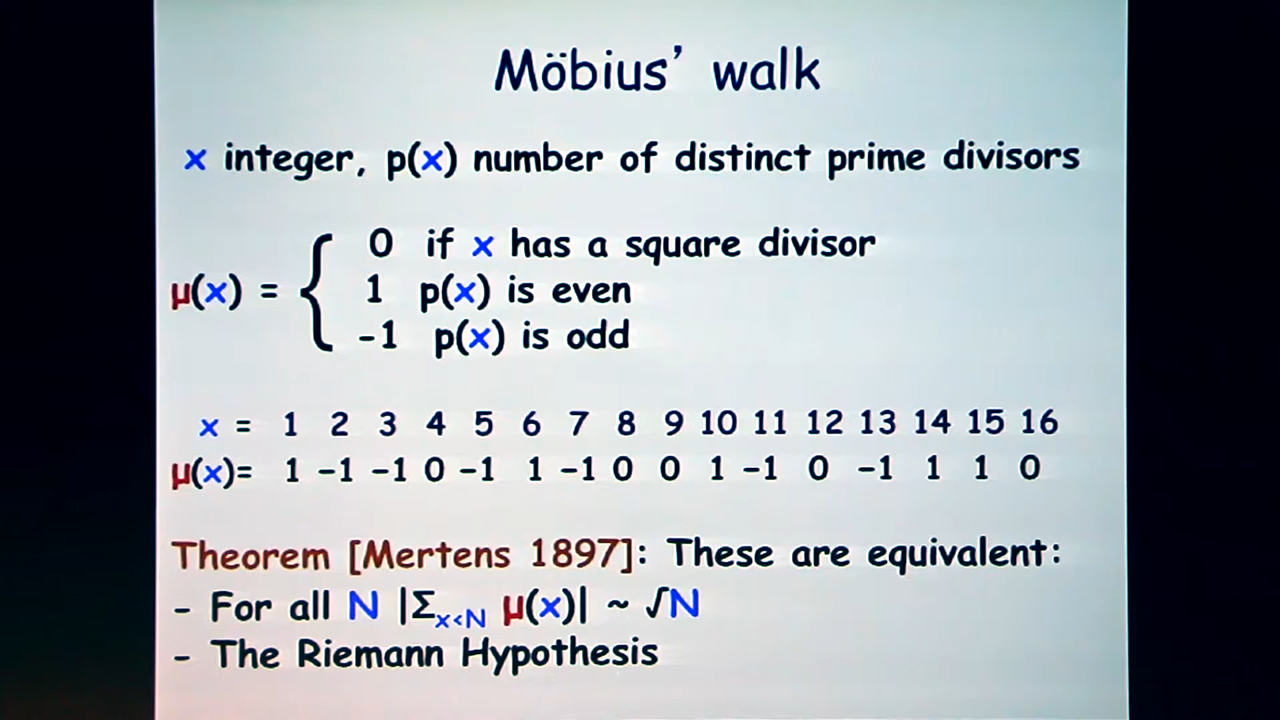 Möbius’ walk
x integer, p(x) number of distinct prime divisors
0 if x has a square divisor
μ(x) = { 1 p(x) is even
-1 p(x) is odd
x = 1 2 3 4 5 6 7 8 9 10 11 12 13 14 15 16
μ(x)= 1 -1 -1 0 -1 1 -1 0 0 1 -1 0 -1 1 1 0
Theorem [Mertens 1897]: These are equivalent:
- For all N |Σx<N μ(x)| ~ √N
- The Riemann Hypothesis